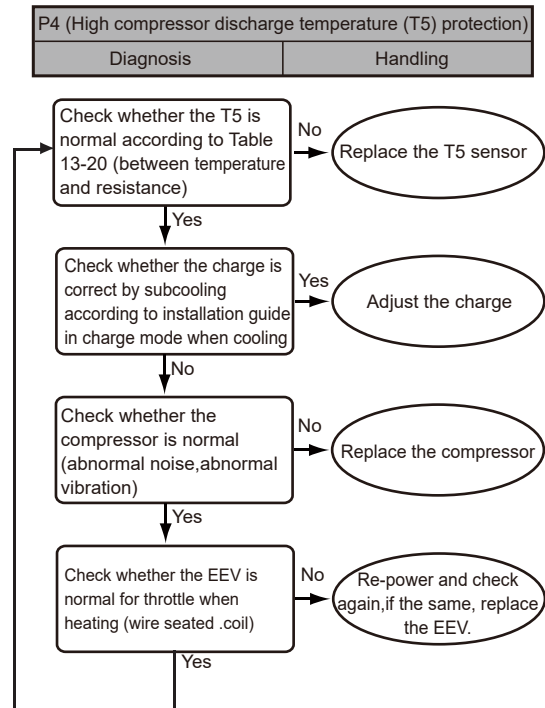 P4 (High compressor discharge temperature (T5) protection)
Diagnosis
Handling
Check whether the T5 is
normal according to Table
13-20 (between temperature
and resistance)
No
Replace the T5 sensor
Yes
Check whether the charge is
correct by subcooling
according to installation guide
in charge mode when cooling
Yes
Adjust the charge
No
Check whether the
compressor is normal
(abnormal noise,abnormal
vibration)
No
Replace the compressor
Yes
Check whether the EEV is
normal for throttle when
heating (wire seated .coil)
No
Re-power and check
again,if the same, replace
the EEV.
Yes